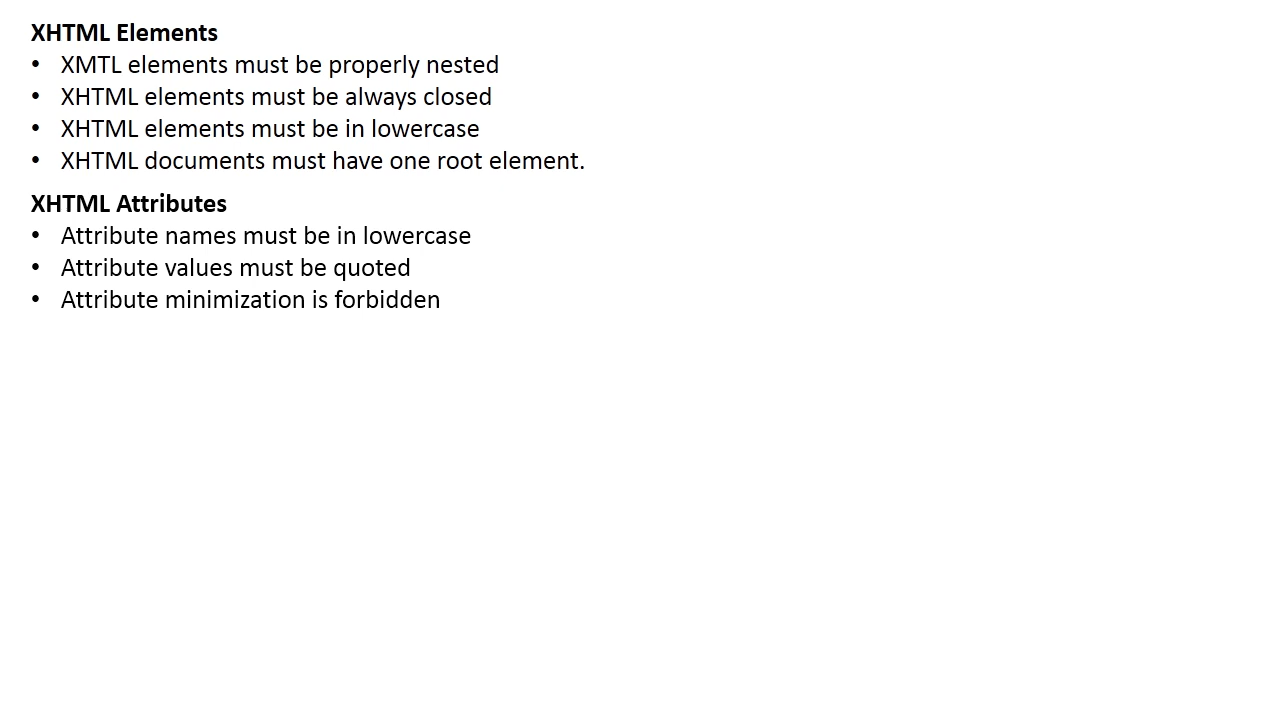 XHTML Elements
• XMTL elements must be properly nested
• XHTML elements must be always closed
• XHTML elements must be in lowercase
• XHTML documents must have one root element.
XHTML Attributes
• Attribute names must be in lowercase
• Attribute values must be quoted
• Attribute minimization is forbidden